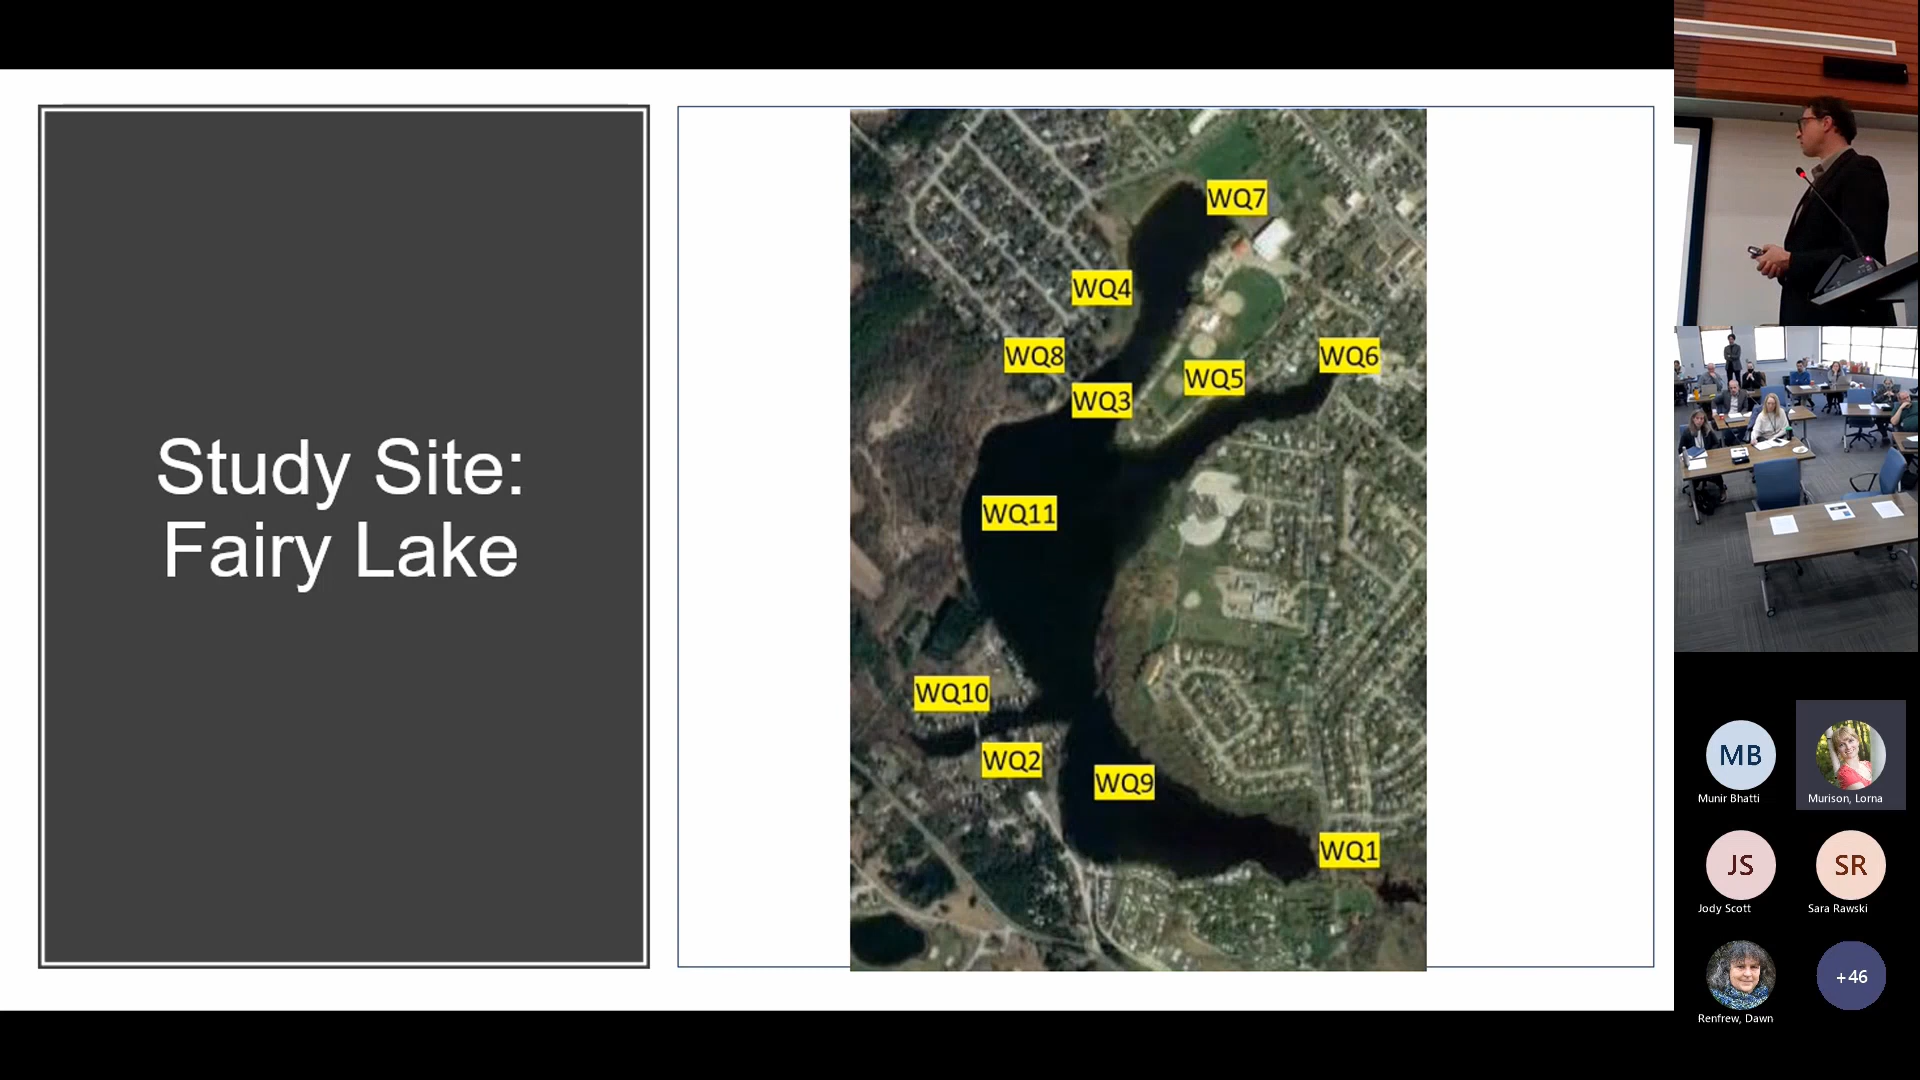 Study Site:
Fairy Lake
WQ7
WQ4
WQ8
WQ6
WQ5
WQ3
WQ11
WQ10
WQ2
WQ9
WQ1
MB
Munir Bhatti
Murison, Lorna
JS
Jody Scott
SR
Sara Rawski
Renfrew, Dawn
+46